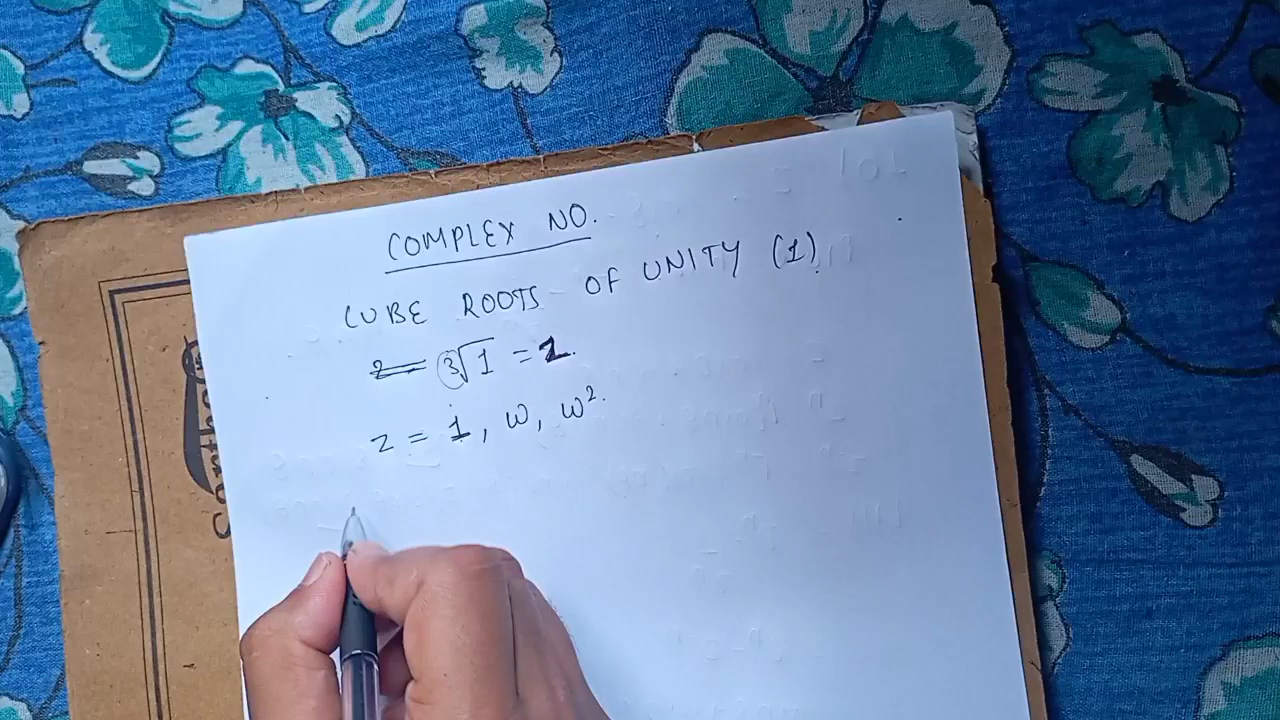 COMPLEX NO.
CUBE ROOTS OF UNITY (1)
∛1 = 1.
z = 1, ω, ω².